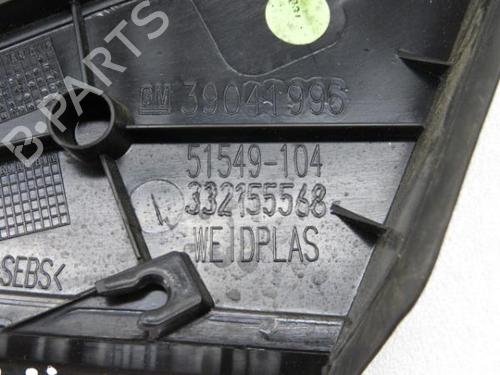 GM 39041996
51549-104
332155568
WEIDPLAS
SEBS<
B-PARTS